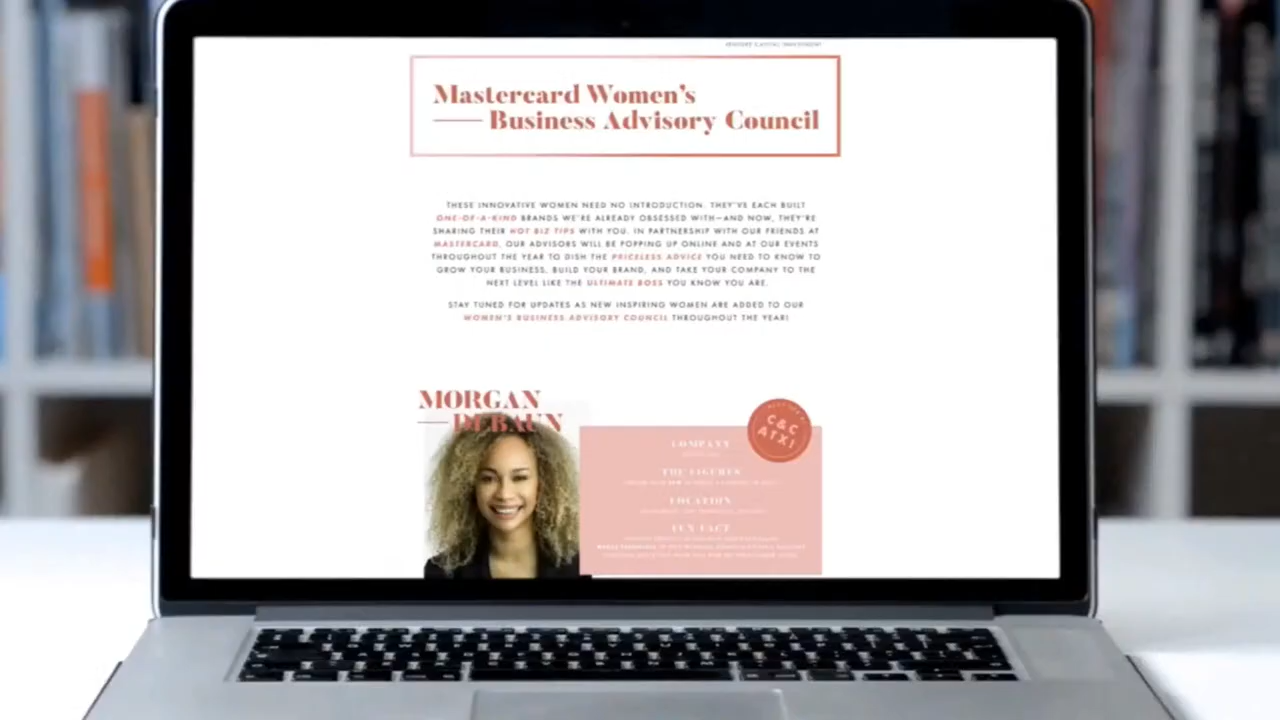 Mastercard Women's
Business Advisory Council
THESE INNOVATIVE WOMEN NEED NO INTRODUCTION. THEY'VE EACH BUILT
ONE-OF-A-KIND BRANDS WE'RE ALREADY OBSESSED WITH—AND NOW, THEY'RE
SHARING THEIR HOT BIZ TIPS WITH YOU. IN PARTNERSHIP WITH OUR FRIENDS AT
MASTERCARD, OUR ADVISORS WILL BE POPPING UP ONLINE AND AT OUR EVENTS
THROUGHOUT THE YEAR TO DISH THE PRICELESS ADVICE YOU NEED TO KNOW TO
GROW YOUR BUSINESS, BUILD YOUR BRAND, AND TAKE YOUR COMPANY TO THE
NEXT LEVEL LIKE THE ULTIMATE BOSS YOU KNOW YOU ARE.
STAY TUNED FOR UPDATES AS NEW INSPIRING WOMEN ARE ADDED TO OUR
WOMEN'S BUSINESS ADVISORY COUNCIL THROUGHOUT THE YEAR!
MORGAN
DEBAUN
C&C
ATX!
COMPANY
THE FIGURES
LOCATION
FUN FACT